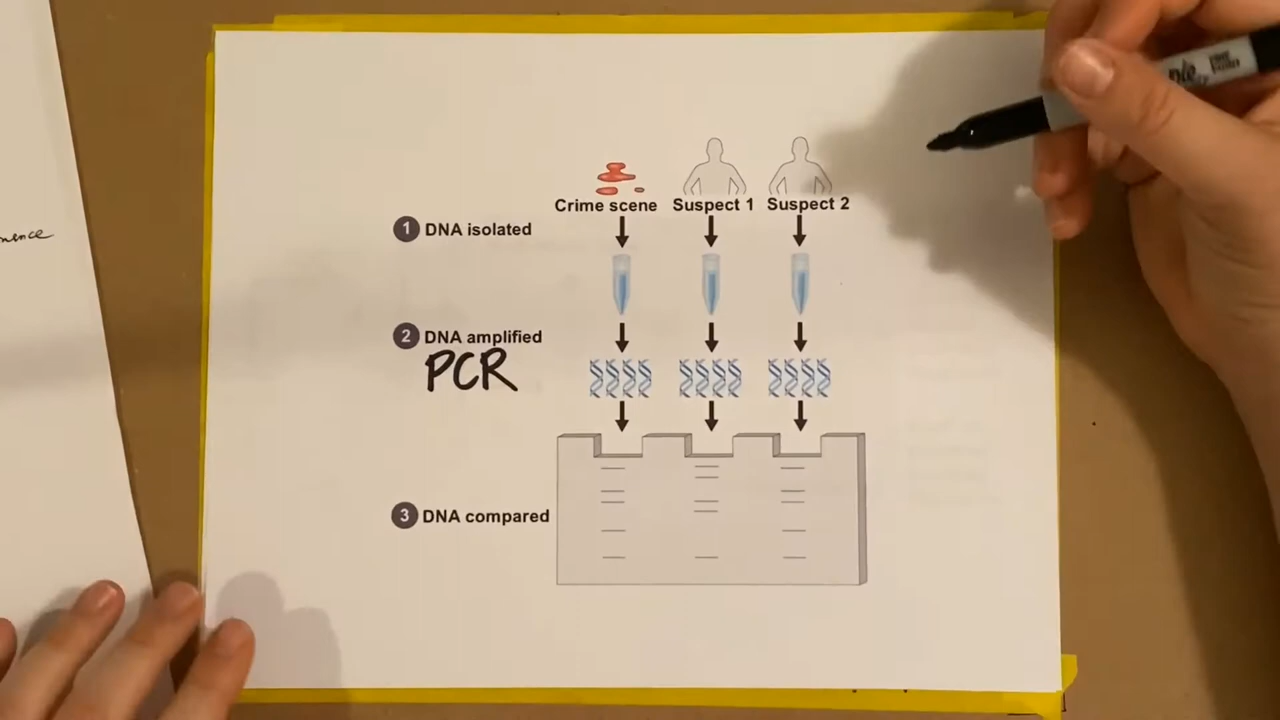 Crime scene Suspect 1 Suspect 2
1 DNA isolated
2 DNA amplified
PCR
3 DNA compared